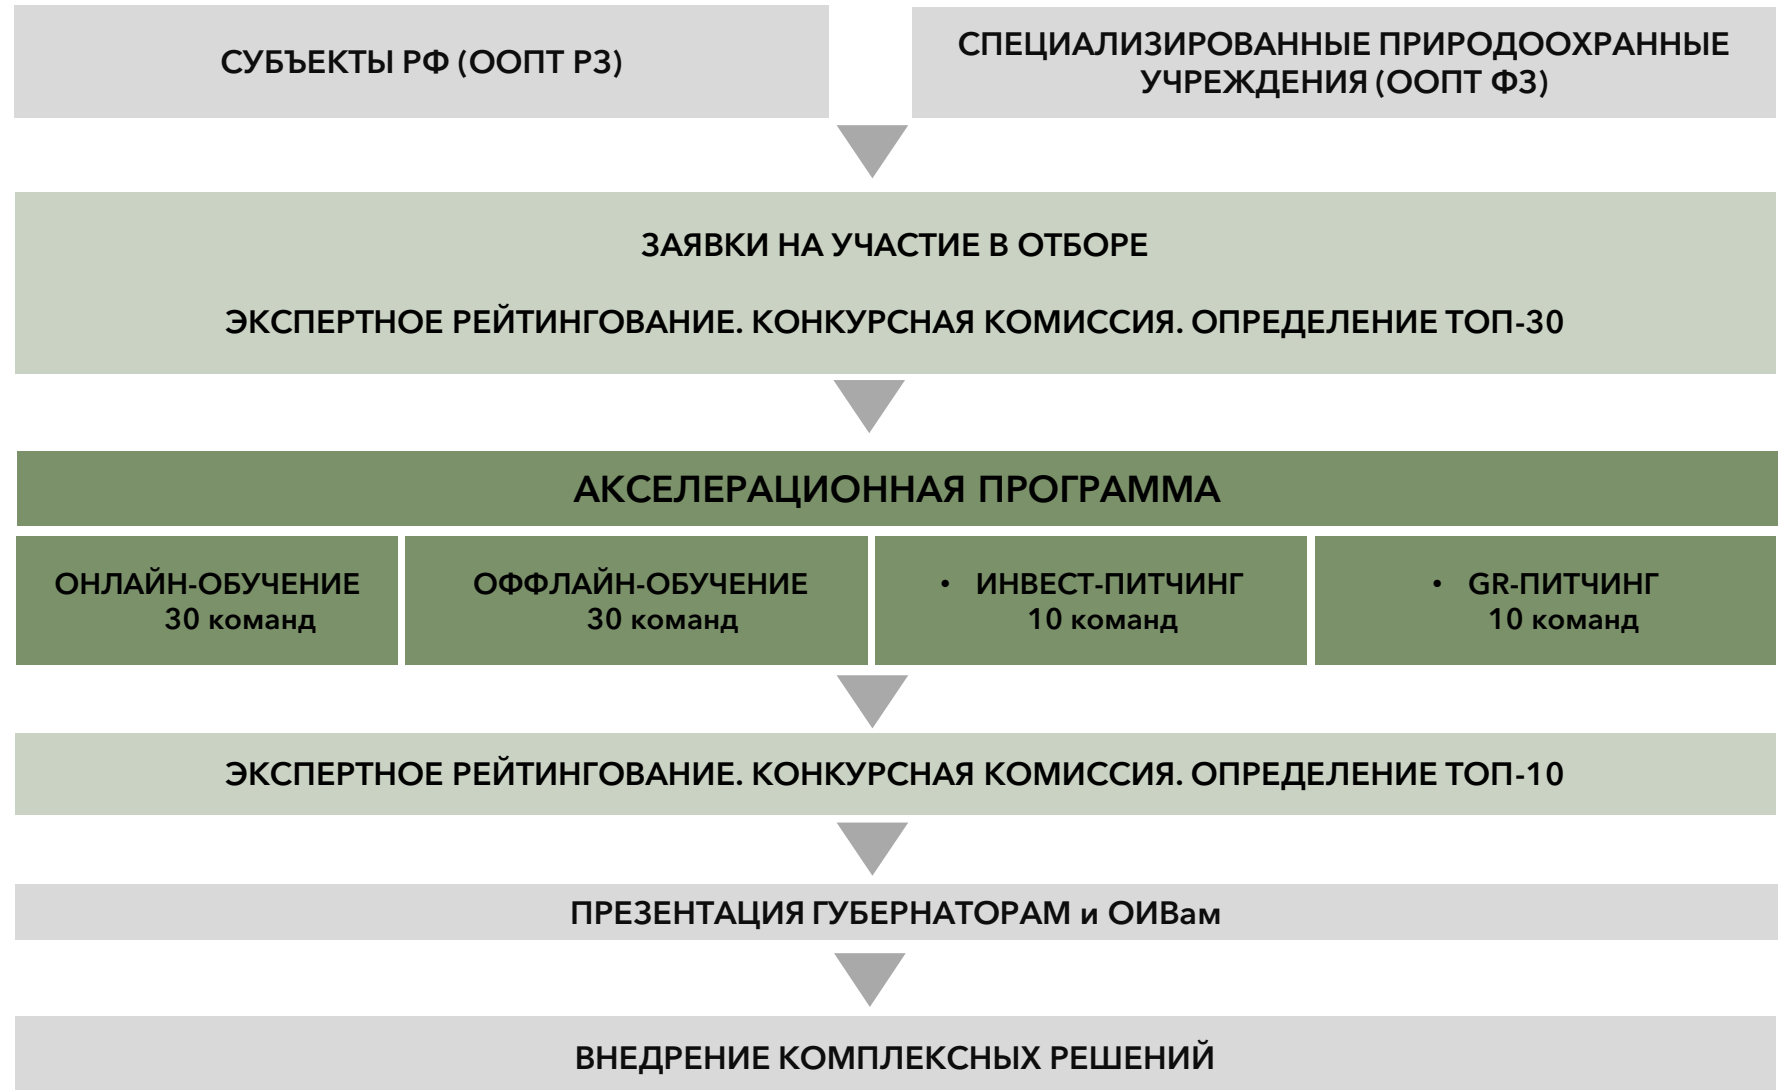 СУБЪЕКТЫ РФ (ООПТ РЗ)
СПЕЦИАЛИЗИРОВАННЫЕ ПРИРОДООХРАННЫЕ
УЧРЕЖДЕНИЯ (ООПТ ФЗ)
ЗАЯВКИ НА УЧАСТИЕ В ОТБОРЕ
ЭКСПЕРТНОЕ РЕЙТИНГОВАНИЕ. КОНКУРСНАЯ КОМИССИЯ. ОПРЕДЕЛЕНИЕ ТОП-30
АКСЕЛЕРАЦИОННАЯ ПРОГРАММА
ОНЛАЙН-ОБУЧЕНИЕ
30 команд
ОФФЛАЙН-ОБУЧЕНИЕ
30 команд
• ИНВЕСТ-ПИТЧИНГ
10 команд
• GR-ПИТЧИНГ
10 команд
ЭКСПЕРТНОЕ РЕЙТИНГОВАНИЕ. КОНКУРСНАЯ КОМИССИЯ. ОПРЕДЕЛЕНИЕ ТОП-10
ПРЕЗЕНТАЦИЯ ГУБЕРНАТОРАМ и ОИВам
ВНЕДРЕНИЕ КОМПЛЕКСНЫХ РЕШЕНИЙ